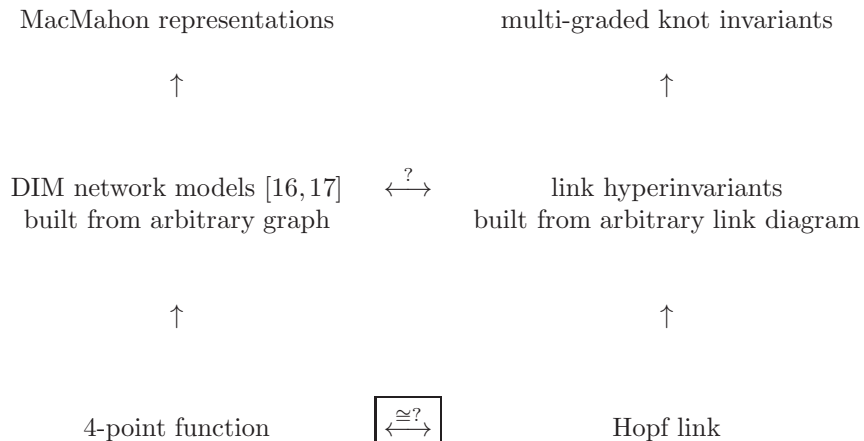 MacMahon representations multi-graded knot invariants
↑ ↑
DIM network models [16, 17] ?⟷ link hyperinvariants
built from arbitrary graph built from arbitrary link diagram
↑ ↑
4-point function ≅?⟷ Hopf link